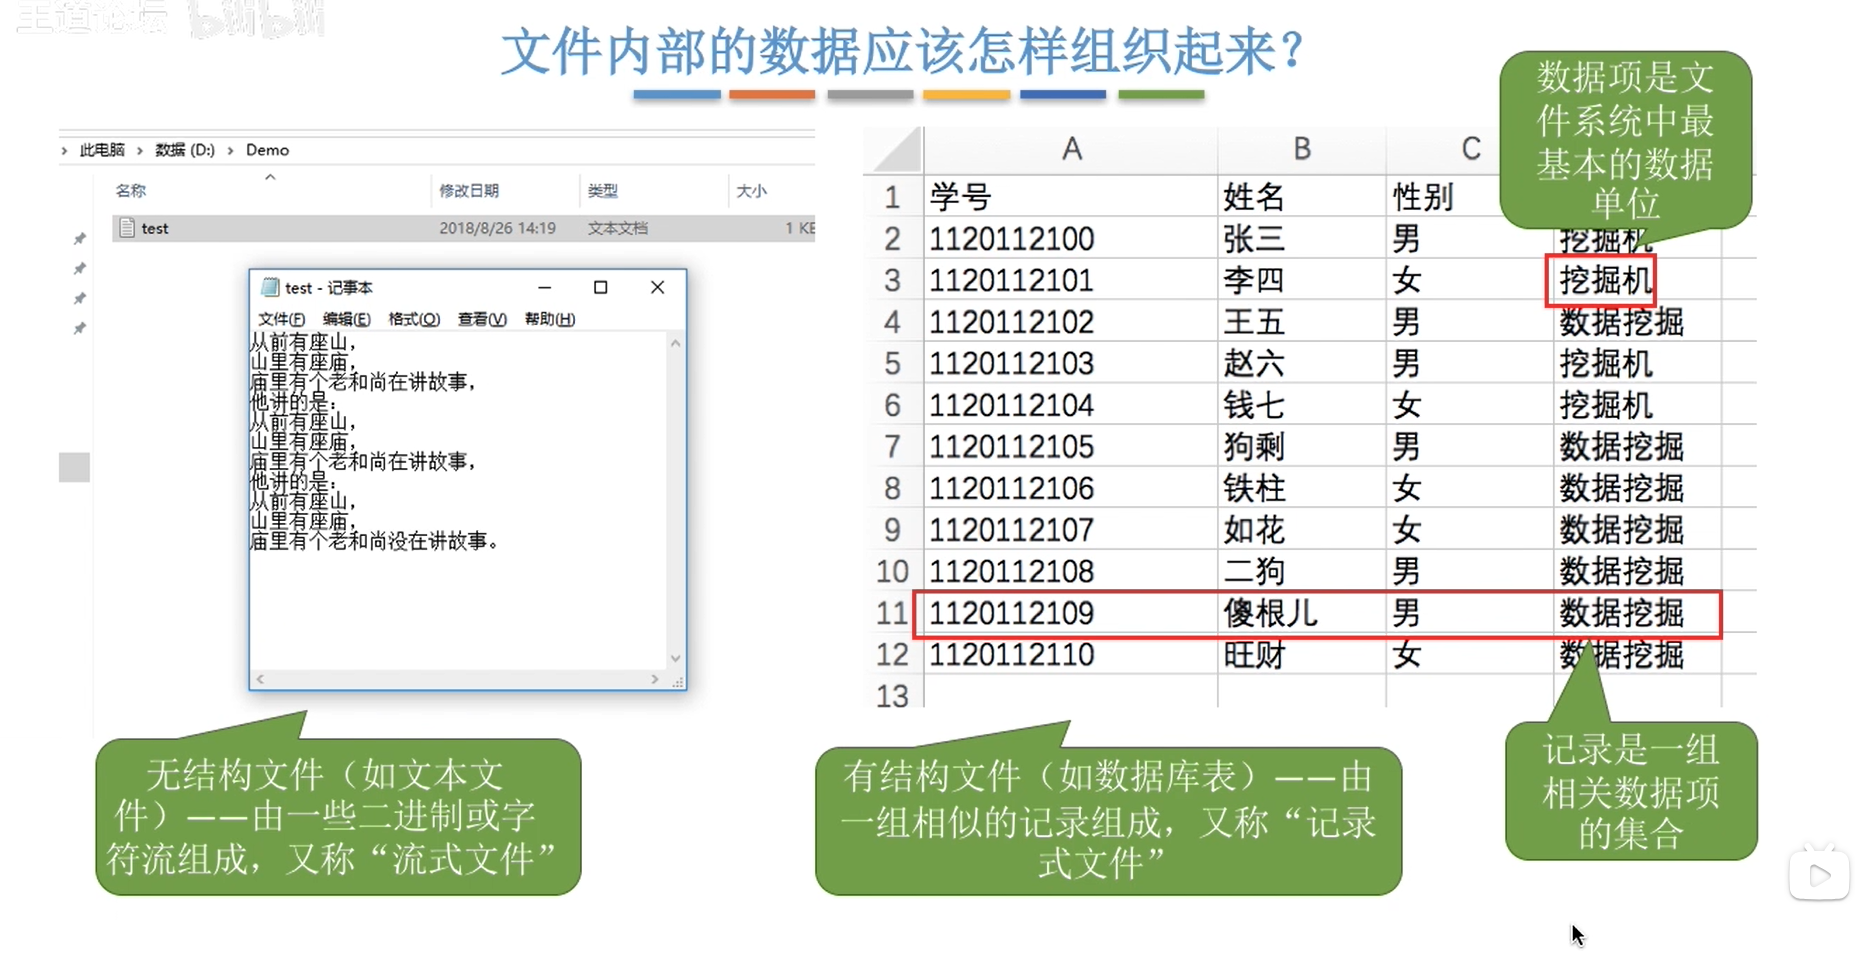 王道论坛 bilibili
文件内部的数据应该怎样组织起来？
此电脑 > 数据 (D:) > Demo
名称 修改日期 类型 大小
test 2018/8/26 14:19 文本文档 1 KB
test - 记事本
文件(F) 编辑(E) 格式(O) 查看(V) 帮助(H)
从前有座山，
山里有座庙，
庙里有个老和尚在讲故事，
他讲的是：
从前有座山，
山里有座庙，
庙里有个老和尚在讲故事，
他讲的是：
从前有座山，
山里有座庙，
庙里有个老和尚没在讲故事。
无结构文件（如文本文
件）——由一些二进制或字
符流组成，又称“流式文件”
A B C
1 学号 姓名 性别
2 1120112100 张三 男 挖掘机
3 1120112101 李四 女 挖掘机
4 1120112102 王五 男 数据挖掘
5 1120112103 赵六 男 挖掘机
6 1120112104 钱七 女 挖掘机
7 1120112105 狗剩 男 数据挖掘
8 1120112106 铁柱 女 数据挖掘
9 1120112107 如花 女 数据挖掘
10 1120112108 二狗 男 数据挖掘
11 1120112109 傻根儿 男 数据挖掘
12 1120112110 旺财 女 数据挖掘
13
数据项是文
件系统中最
基本的数据
单位
有结构文件（如数据库表）——由
一组相似的记录组成，又称“记录
式文件”
记录是一组
相关数据项
的集合